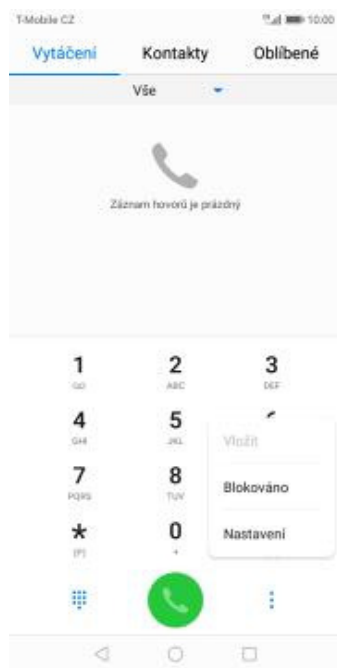 T-Mobile CZ 10:00
Vytáčení Kontakty Oblíbené
Vše
Záznam hovorů je prázdný
1 2 3
ABC DEF
4 5
GHI JKL
Vložit
7 8
PQRS TUV
Blokováno
* 0
(P) +
Nastavení